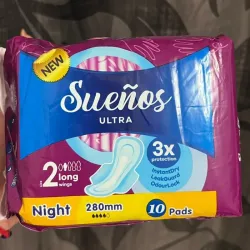 NEW
Sueños
ULTRA
3x
protection
InstantDry
LeakGuard
OdourLock
2
long
wings
Night
280mm
10 Pads